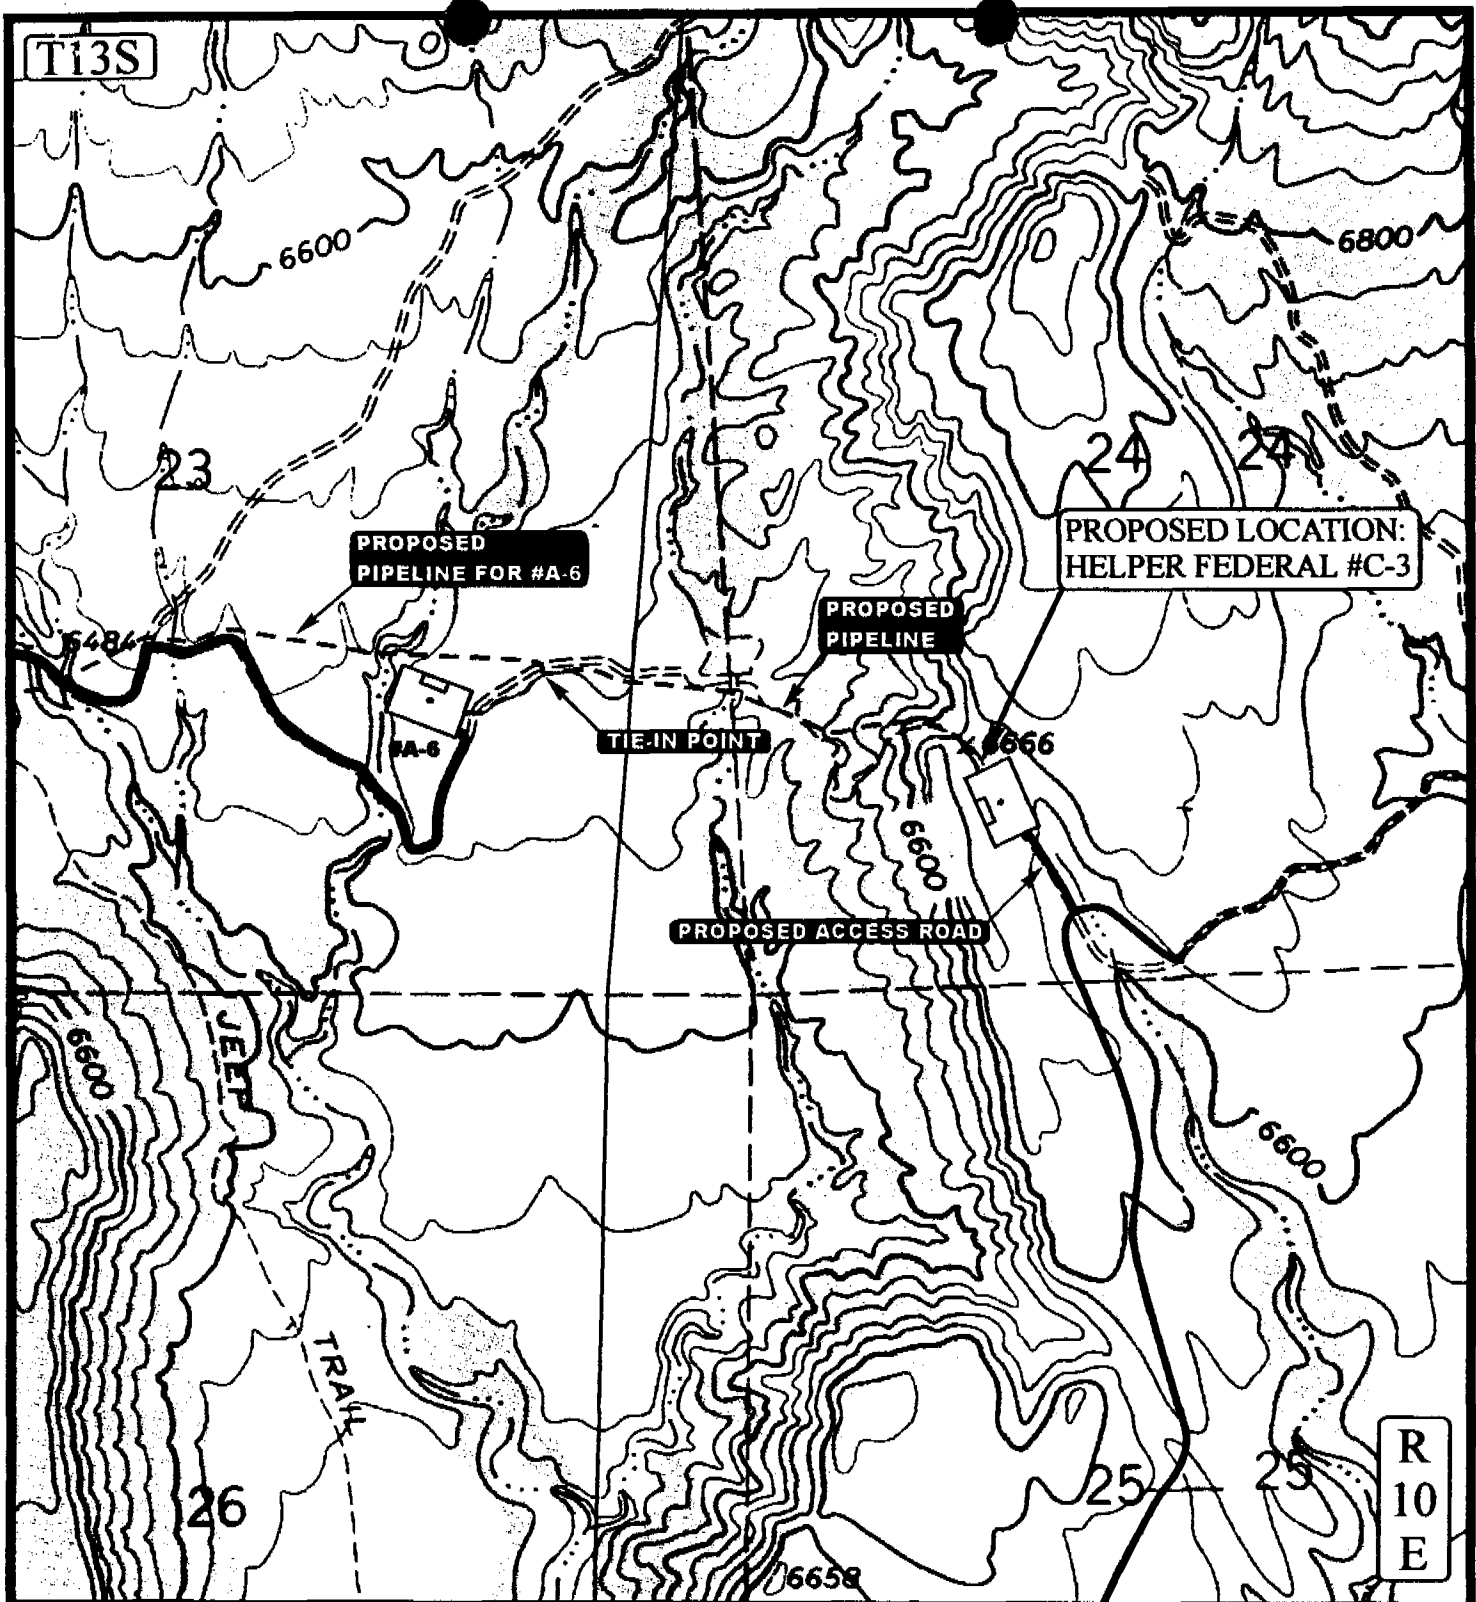 T13S
6600
6800
23
24
24
PROPOSED
PIPELINE FOR #A-6
PROPOSED LOCATION:
HELPER FEDERAL #C-3
PROPOSED
PIPELINE
6484
#A-6
TIE-IN POINT
x 6666
6600
PROPOSED ACCESS ROAD
6600
JEEP
6600
TRAIL
26
25
25
R
10
E
6658